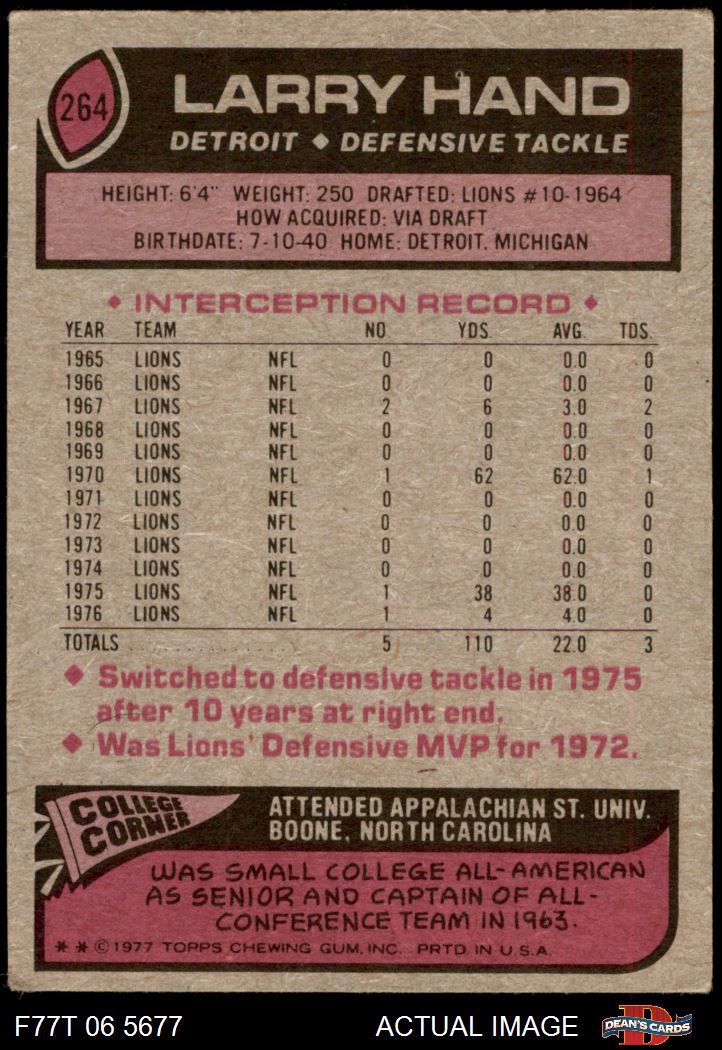 264
LARRY HAND
DETROIT ◆ DEFENSIVE TACKLE
HEIGHT: 6'4" WEIGHT: 250 DRAFTED: LIONS #10-1964
HOW ACQUIRED: VIA DRAFT
BIRTHDATE: 7-10-40 HOME: DETROIT, MICHIGAN
◆ INTERCEPTION RECORD ◆
YEAR TEAM NO. YDS. AVG. TDS.
1965 LIONS NFL 0 0 0.0 0
1966 LIONS NFL 0 0 0.0 0
1967 LIONS NFL 2 6 3.0 2
1968 LIONS NFL 0 0 0.0 0
1969 LIONS NFL 0 0 0.0 0
1970 LIONS NFL 1 62 62.0 1
1971 LIONS NFL 0 0 0.0 0
1972 LIONS NFL 0 0 0.0 0
1973 LIONS NFL 0 0 0.0 0
1974 LIONS NFL 0 0 0.0 0
1975 LIONS NFL 1 38 38.0 0
1976 LIONS NFL 1 4 4.0 0
TOTALS 5 110 22.0 3
◆ Switched to defensive tackle in 1975
after 10 years at right end.
◆ Was Lions' Defensive MVP for 1972.
COLLEGE
CORNER
ATTENDED APPALACHIAN ST. UNIV.
BOONE, NORTH CAROLINA
WAS SMALL COLLEGE ALL-AMERICAN
AS SENIOR AND CAPTAIN OF ALL-
CONFERENCE TEAM IN 1963.
* * © 1977 TOPPS CHEWING GUM, INC. PRTD. IN U.S.A.
F77T 06 5677 ACTUAL IMAGE
D
DEAN'S CARDS